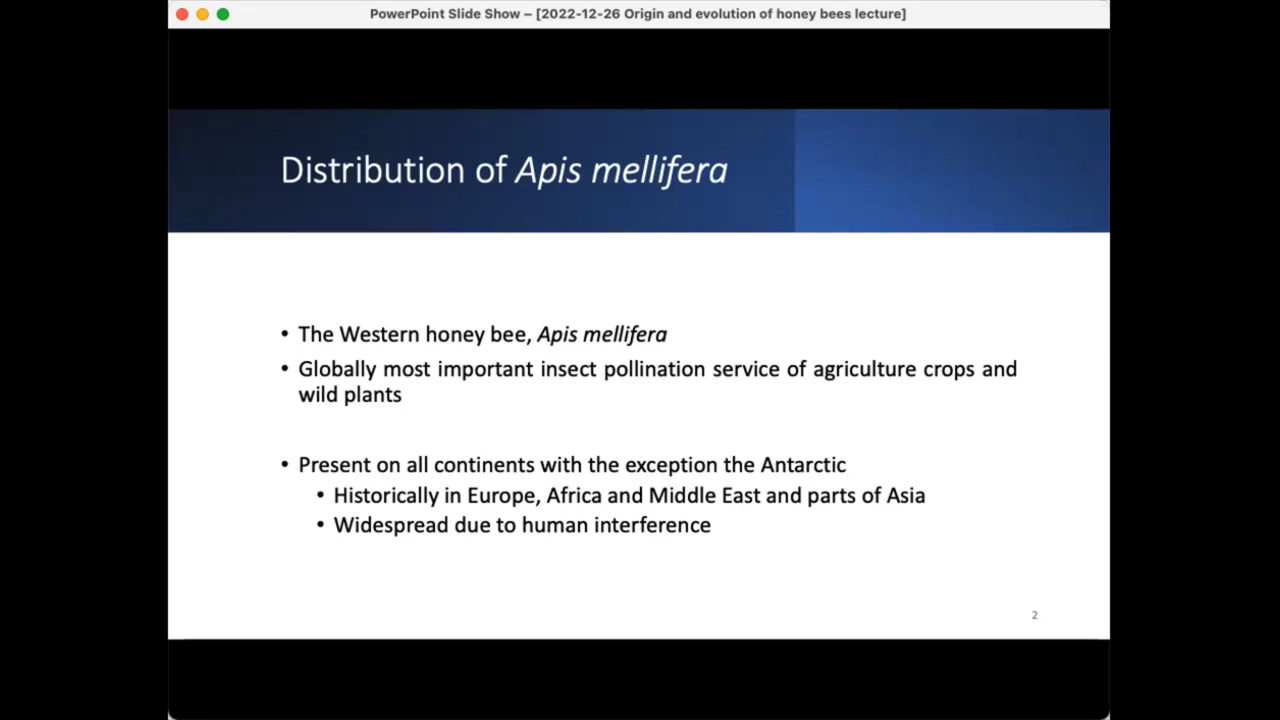 PowerPoint Slide Show – [2022-12-26 Origin and evolution of honey bees lecture]
Distribution of Apis mellifera
• The Western honey bee, Apis mellifera
• Globally most important insect pollination service of agriculture crops and
wild plants
• Present on all continents with the exception the Antarctic
• Historically in Europe, Africa and Middle East and parts of Asia
• Widespread due to human interference
2